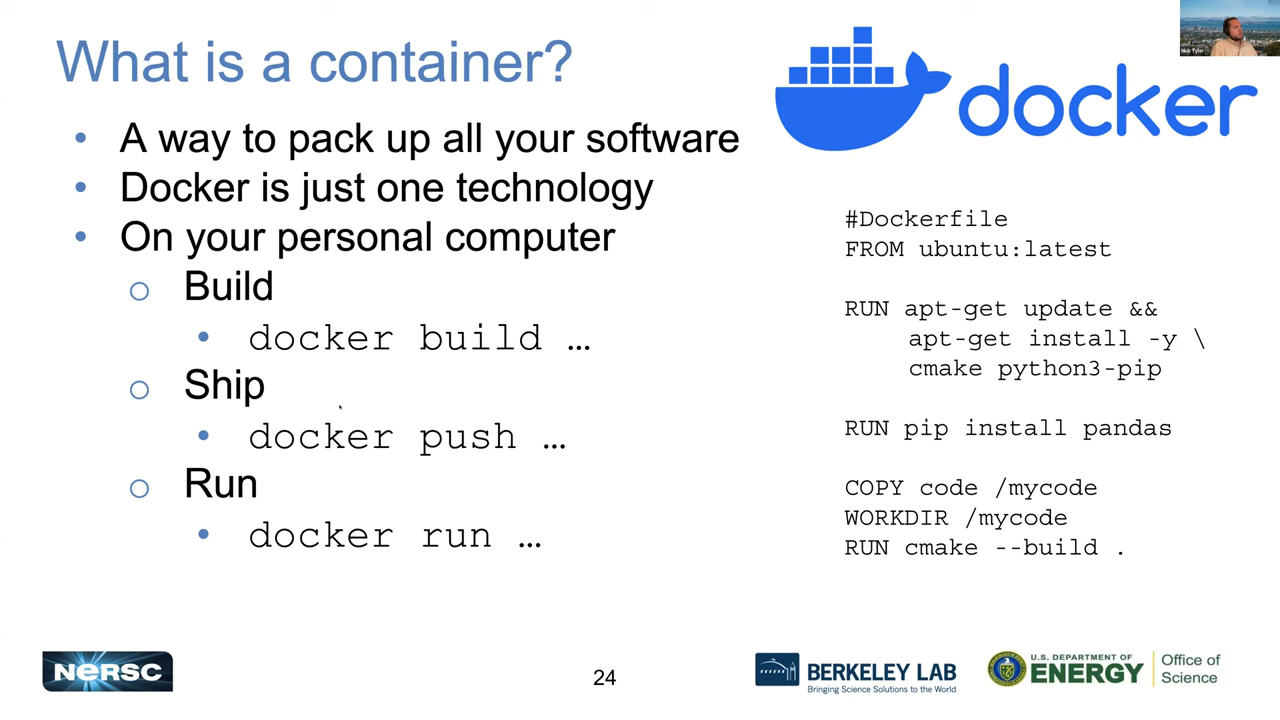 What is a container?
• A way to pack up all your software
• Docker is just one technology
• On your personal computer
o Build
• docker build …
o Ship
• docker push …
o Run
• docker run …
docker
Nick Tyler
#Dockerfile
FROM ubuntu:latest
RUN apt-get update &&
apt-get install -y \
cmake python3-pip
RUN pip install pandas
COPY code /mycode
WORKDIR /mycode
RUN cmake --build .
NERSC
24
BERKELEY LAB
Bringing Science Solutions to the World
U.S. DEPARTMENT OF
ENERGY
Office of
Science